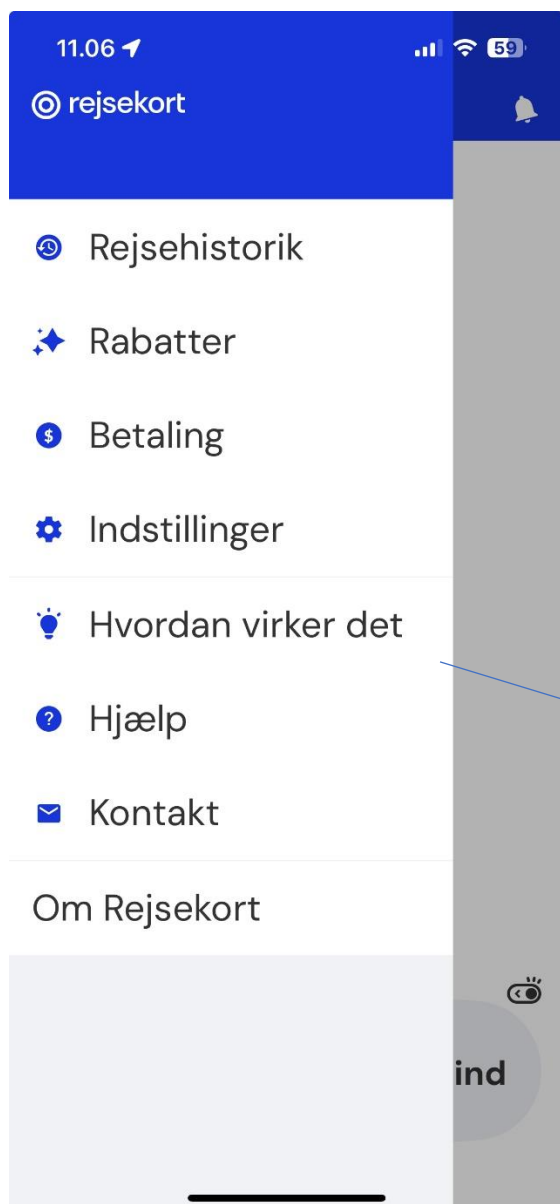 11.06
59
rejsekort
Rejsehistorik
Rabatter
Betaling
Indstillinger
Hvordan virker det
Hjælp
Kontakt
Om Rejsekort
ind